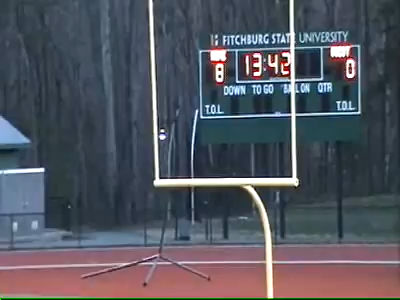 FITCHBURG STATE UNIVERSITY
13:42
8 0
DOWN TO GO BALL ON QTR
T.O.L. T.O.L.